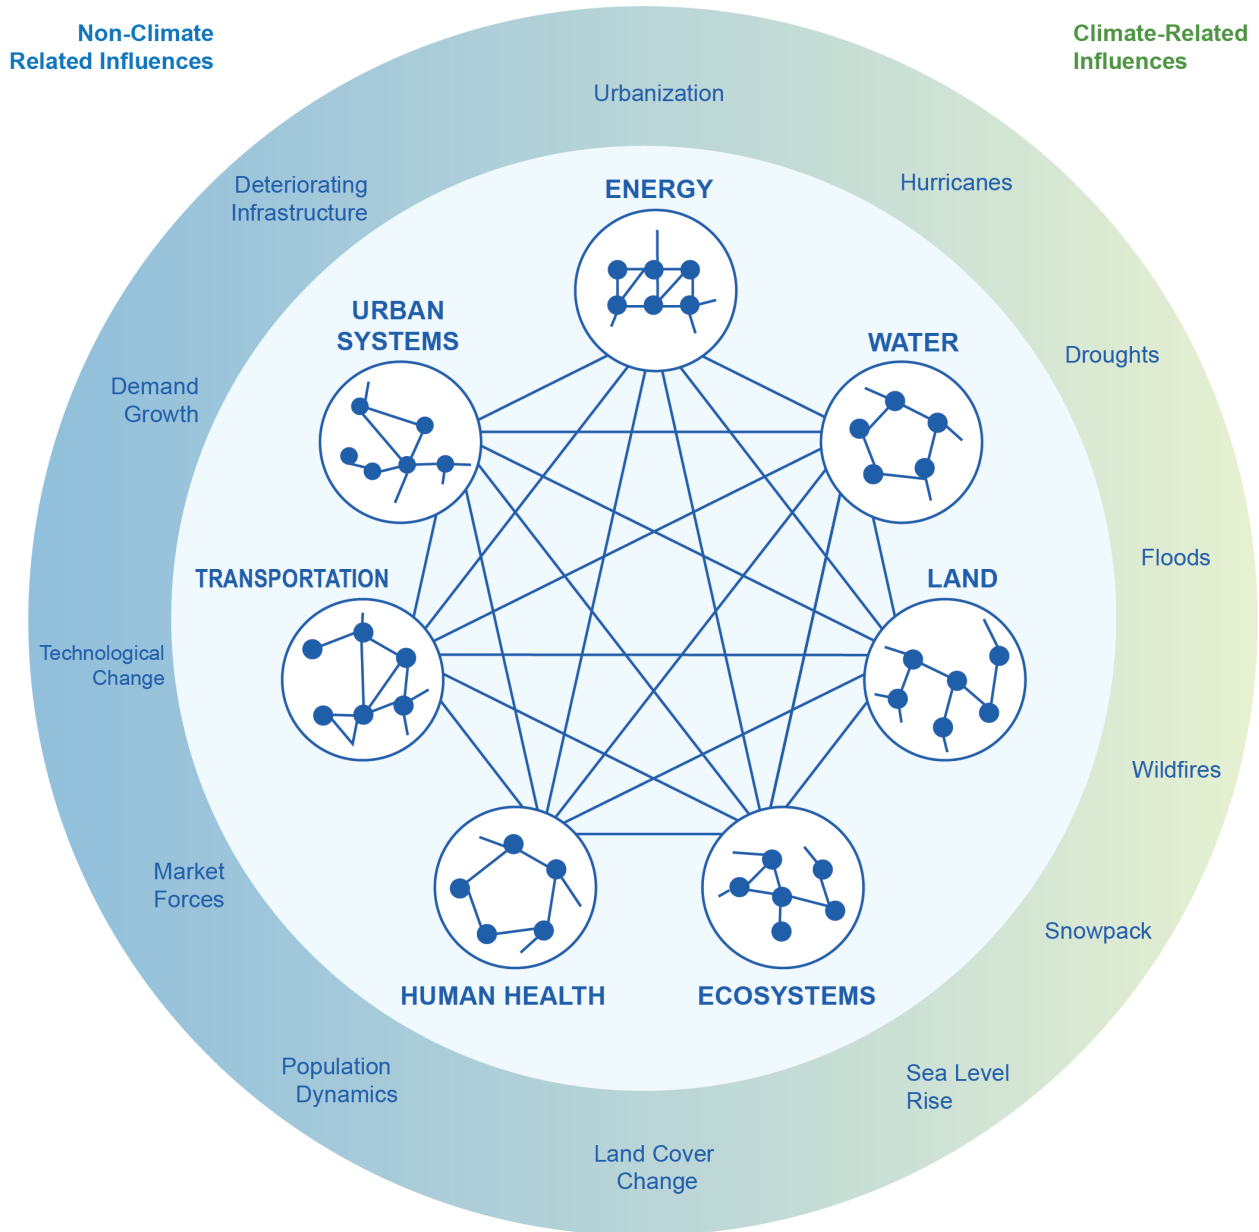 Non-Climate
Related Influences
Climate-Related
Influences
Urbanization
Deteriorating
Infrastructure
Hurricanes
ENERGY
URBAN
SYSTEMS
WATER
Droughts
Demand
Growth
Floods
TRANSPORTATION
LAND
Technological
Change
Wildfires
Market
Forces
Snowpack
HUMAN HEALTH
ECOSYSTEMS
Population
Dynamics
Sea Level
Rise
Land Cover
Change